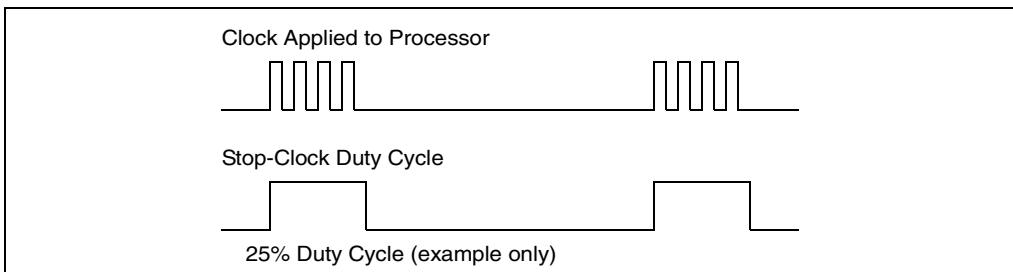 Clock Applied to Processor
Stop-Clock Duty Cycle
25% Duty Cycle (example only)